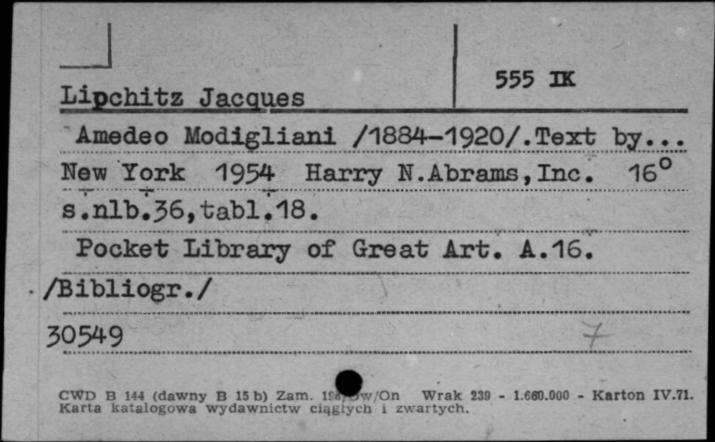 555 IK
Lipchitz Jacques
Amedeo Modigliani /1884-1920/.Text by...
New York 1954 Harry N.Abrams,Inc. 16°
s.nlb.36,tabl.18.
Pocket Library of Great Art. A.16.
/Bibliogr./
30549 7
CWD B 144 (dawny B 15 b) Zam. /On Wrak 239 - 1.660.000 - Karton IV.71.
Karta katalogowa wydawnictw ciągłych i zwartych.